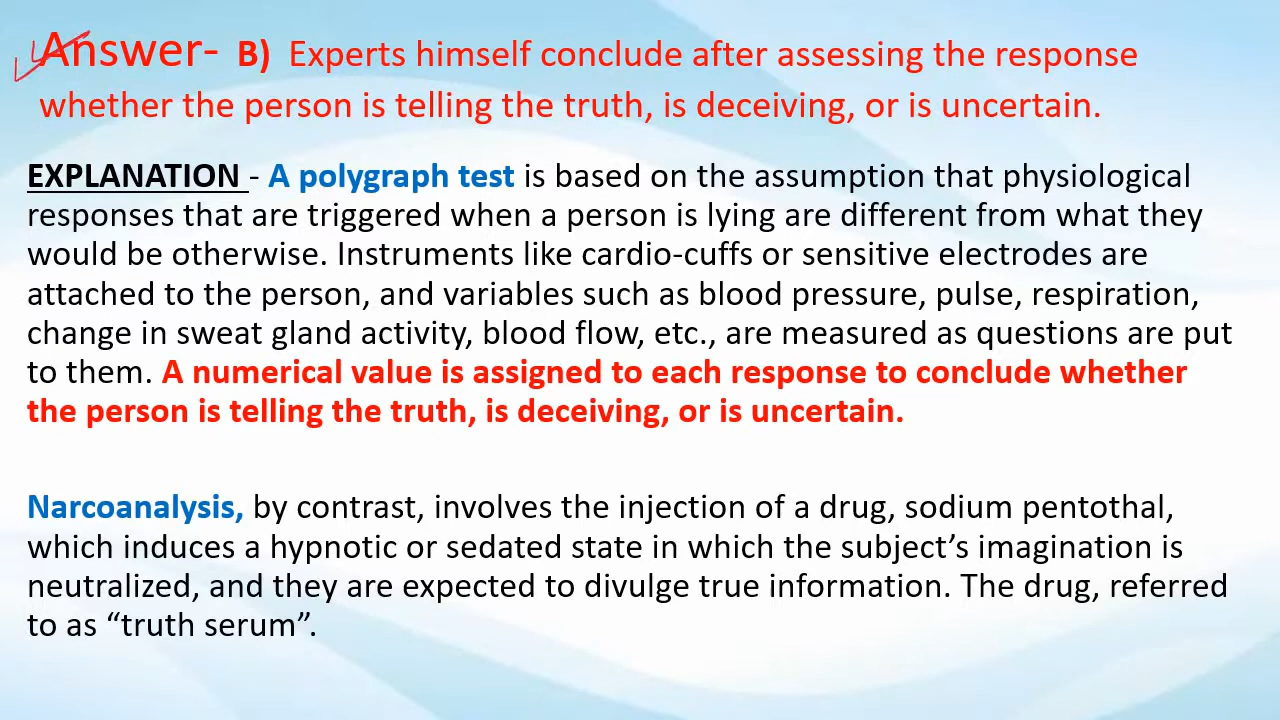 Answer- B) Experts himself conclude after assessing the response
whether the person is telling the truth, is deceiving, or is uncertain.
EXPLANATION - A polygraph test is based on the assumption that physiological
responses that are triggered when a person is lying are different from what they
would be otherwise. Instruments like cardio-cuffs or sensitive electrodes are
attached to the person, and variables such as blood pressure, pulse, respiration,
change in sweat gland activity, blood flow, etc., are measured as questions are put
to them. A numerical value is assigned to each response to conclude whether
the person is telling the truth, is deceiving, or is uncertain.
Narcoanalysis, by contrast, involves the injection of a drug, sodium pentothal,
which induces a hypnotic or sedated state in which the subject’s imagination is
neutralized, and they are expected to divulge true information. The drug, referred
to as “truth serum”.